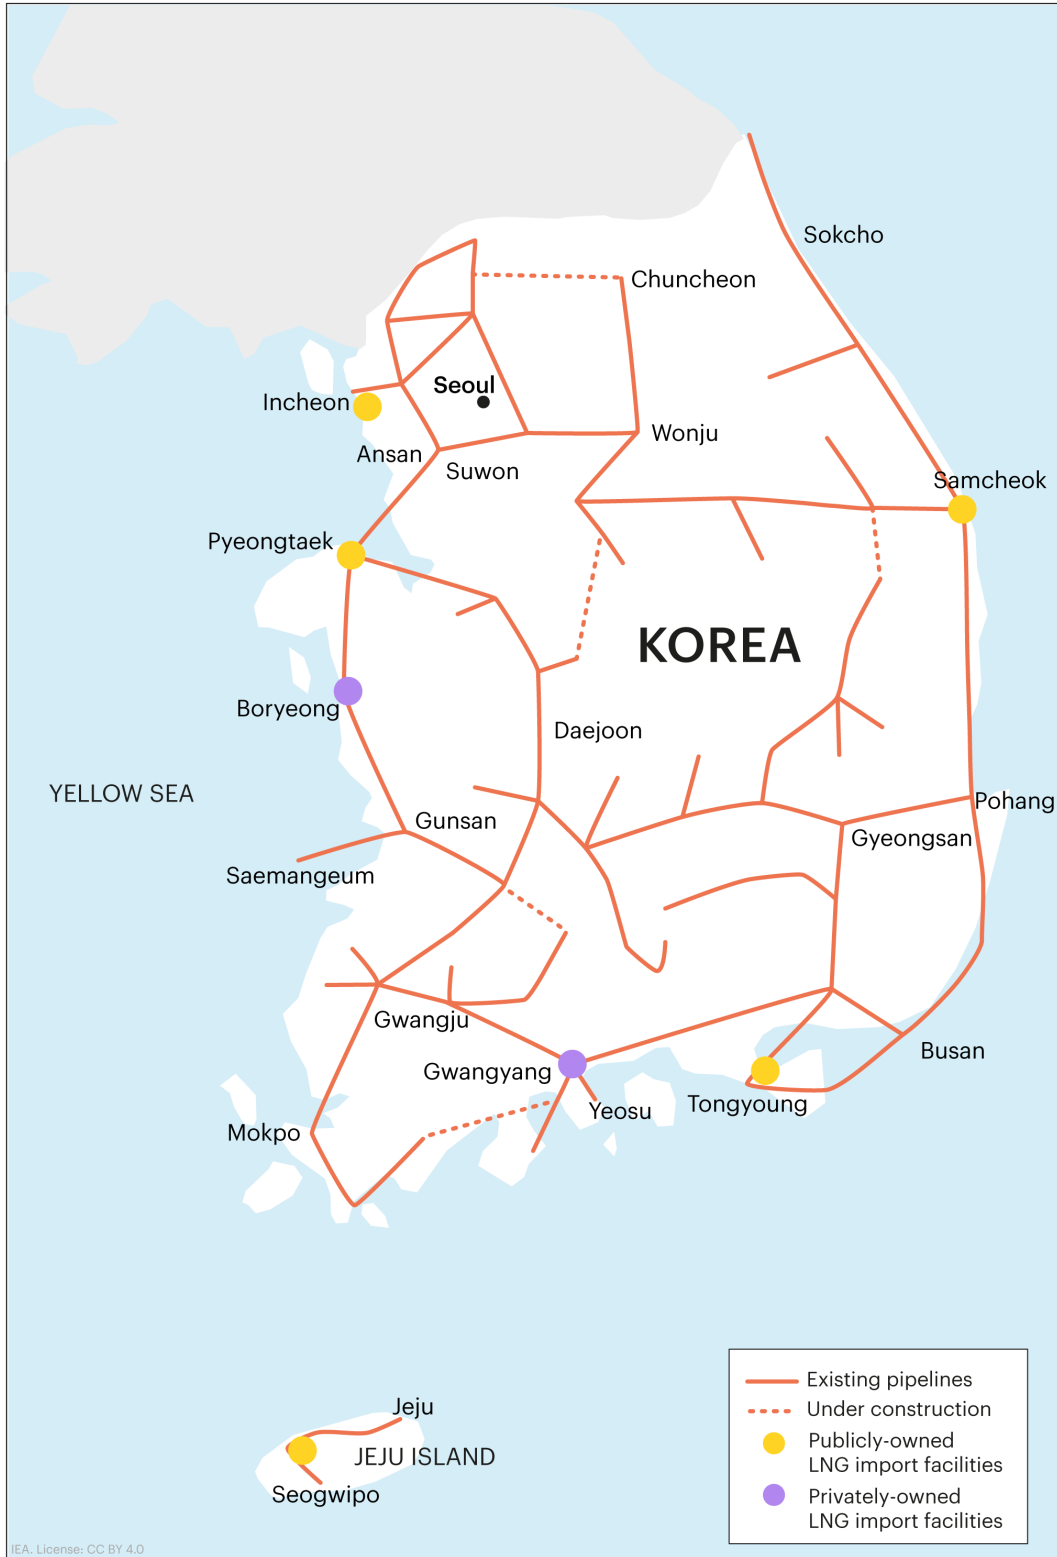 Sokcho
Chuncheon
Seoul
Incheon
Wonju
Ansan
Suwon
Samcheok
Pyeongtaek
KOREA
Boryeong
Daejoon
YELLOW SEA
Pohang
Gunsan
Gyeongsan
Saemangeum
Gwangju
Busan
Gwangyang
Yeosu
Tongyoung
Mokpo
Existing pipelines
Under construction
Publicly-owned
LNG import facilities
Privately-owned
LNG import facilities
Jeju
JEJU ISLAND
Seogwipo
IEA. License: CC BY 4.0